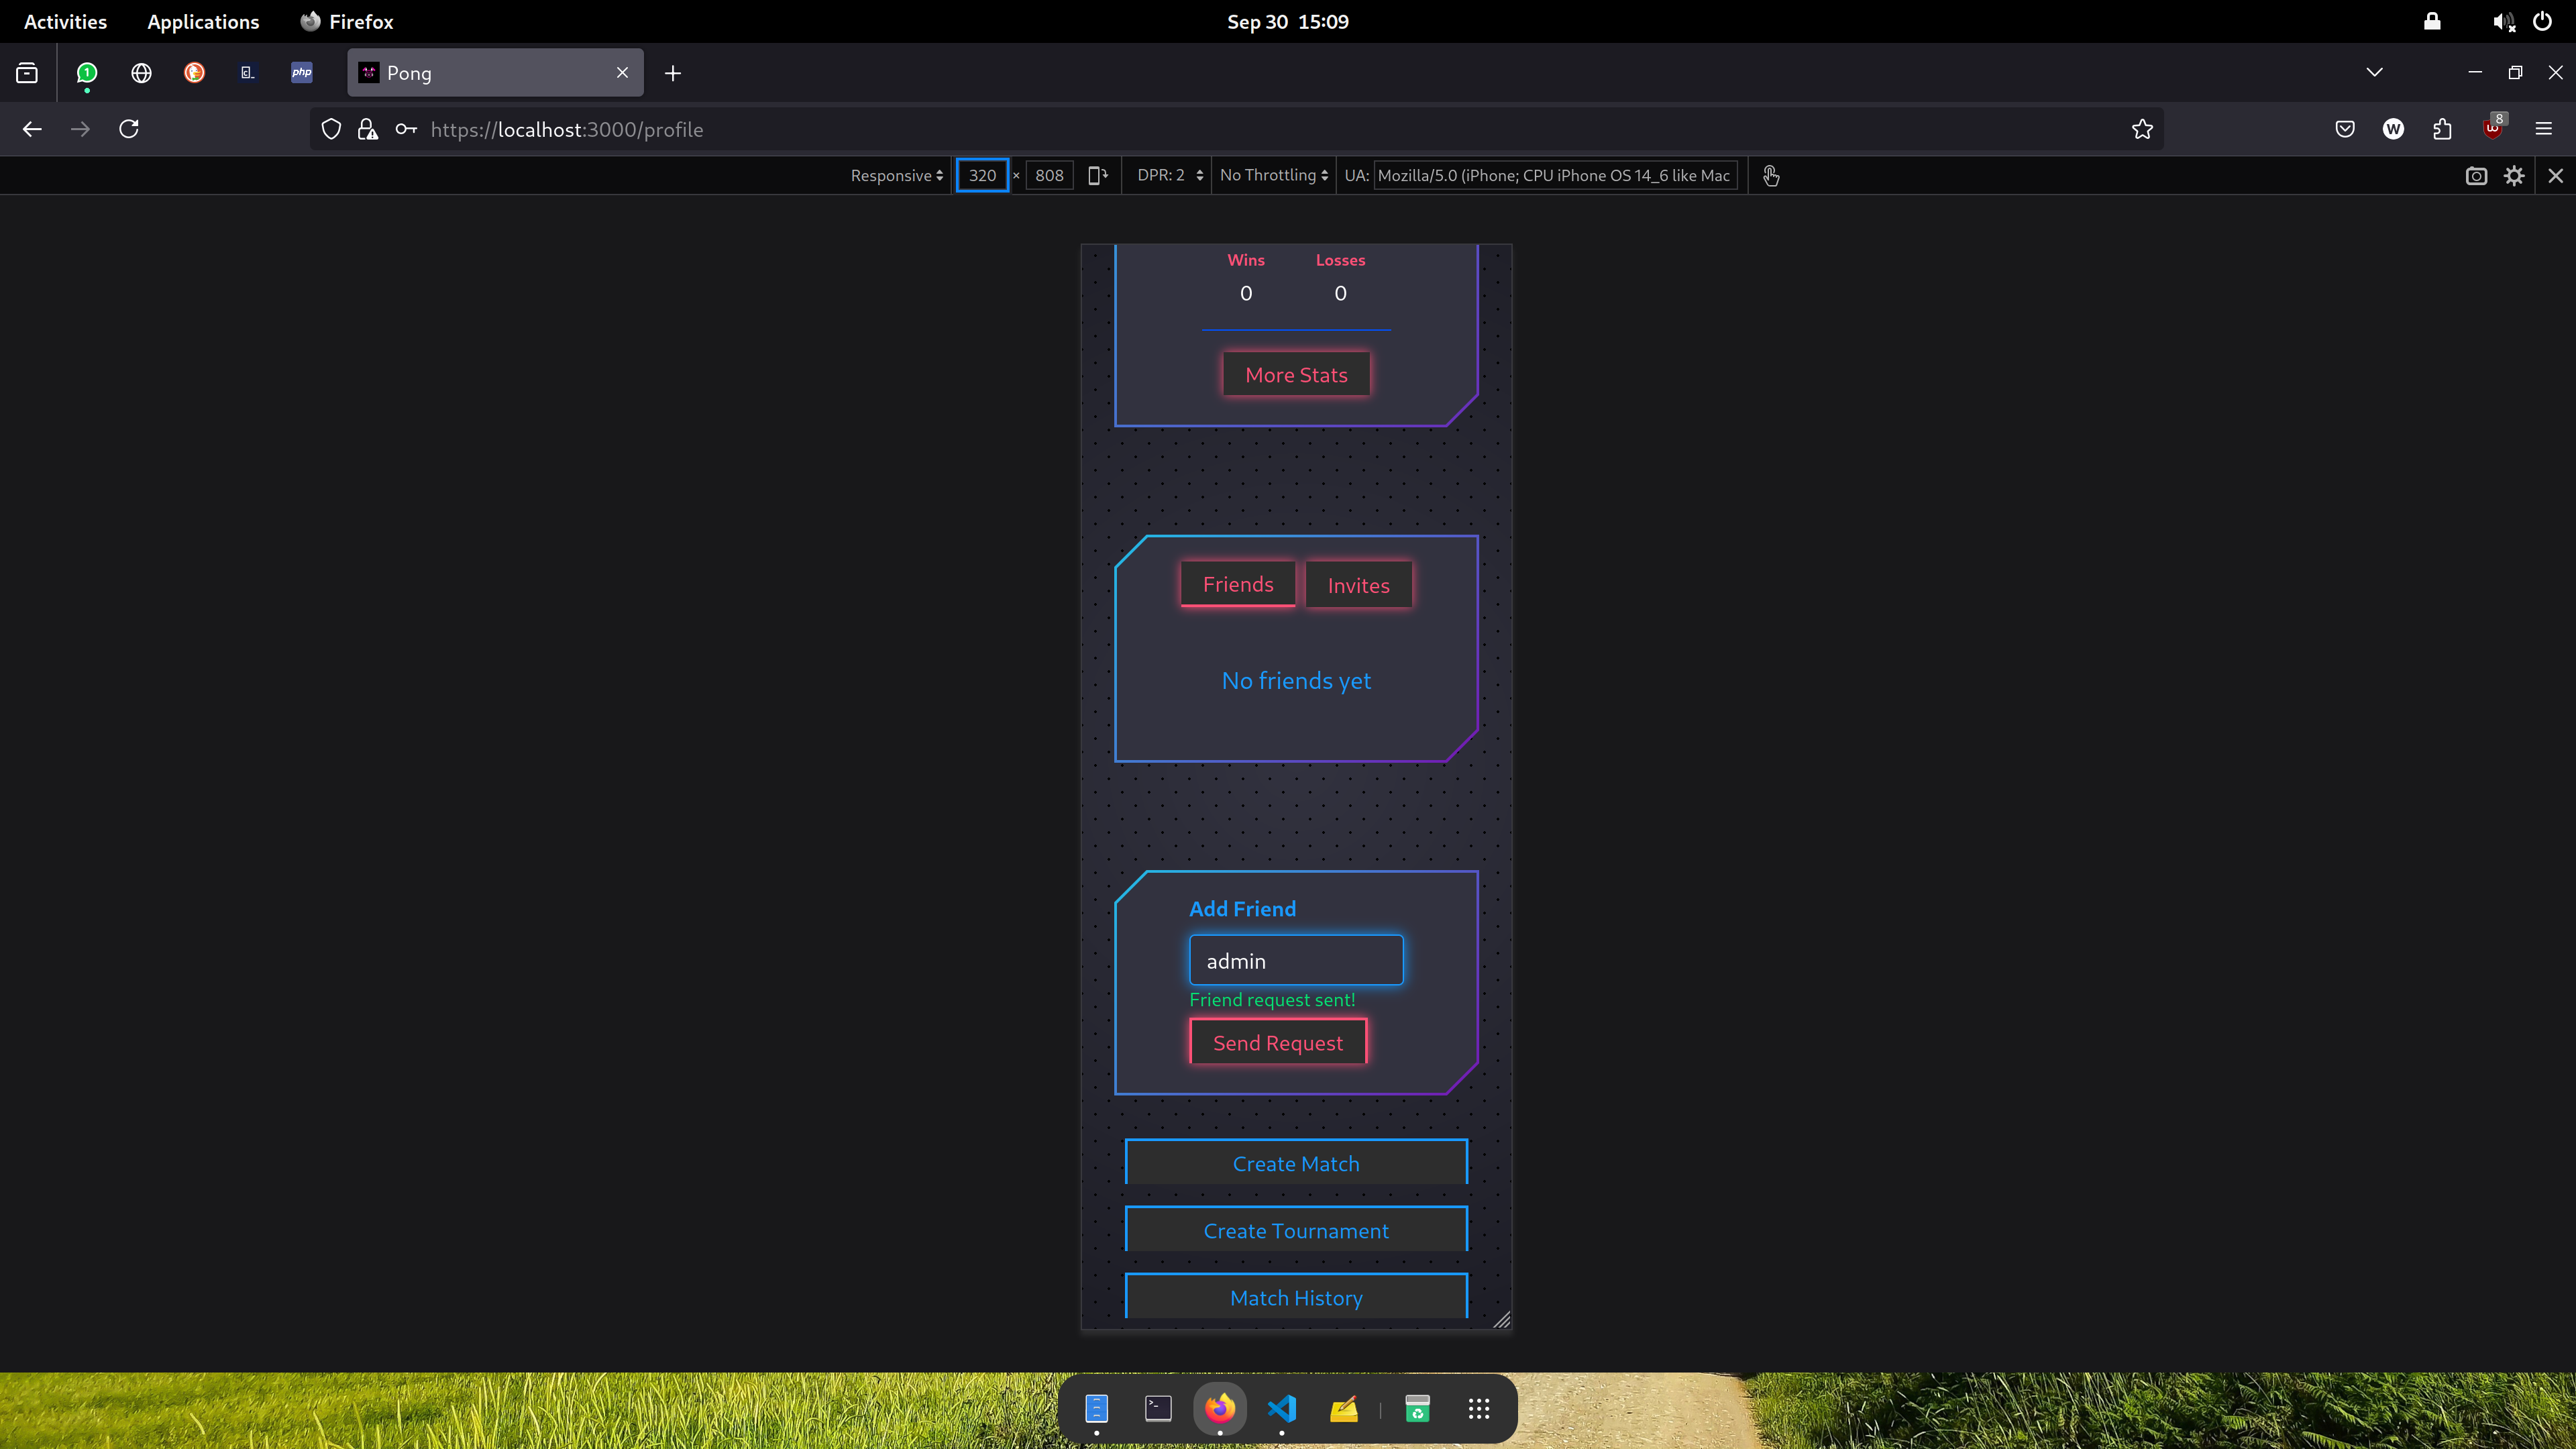 Activities Applications Firefox Sep 30 15:09
1 php Pong
https://localhost:3000/profile W 8
Responsive 320 × 808 DPR: 2 No Throttling UA: Mozilla/5.0 (iPhone; CPU iPhone OS 14_6 like Mac
Wins Losses
0 0
More Stats
Friends Invites
No friends yet
Add Friend
admin
Friend request sent!
Send Request
Create Match
Create Tournament
Match History